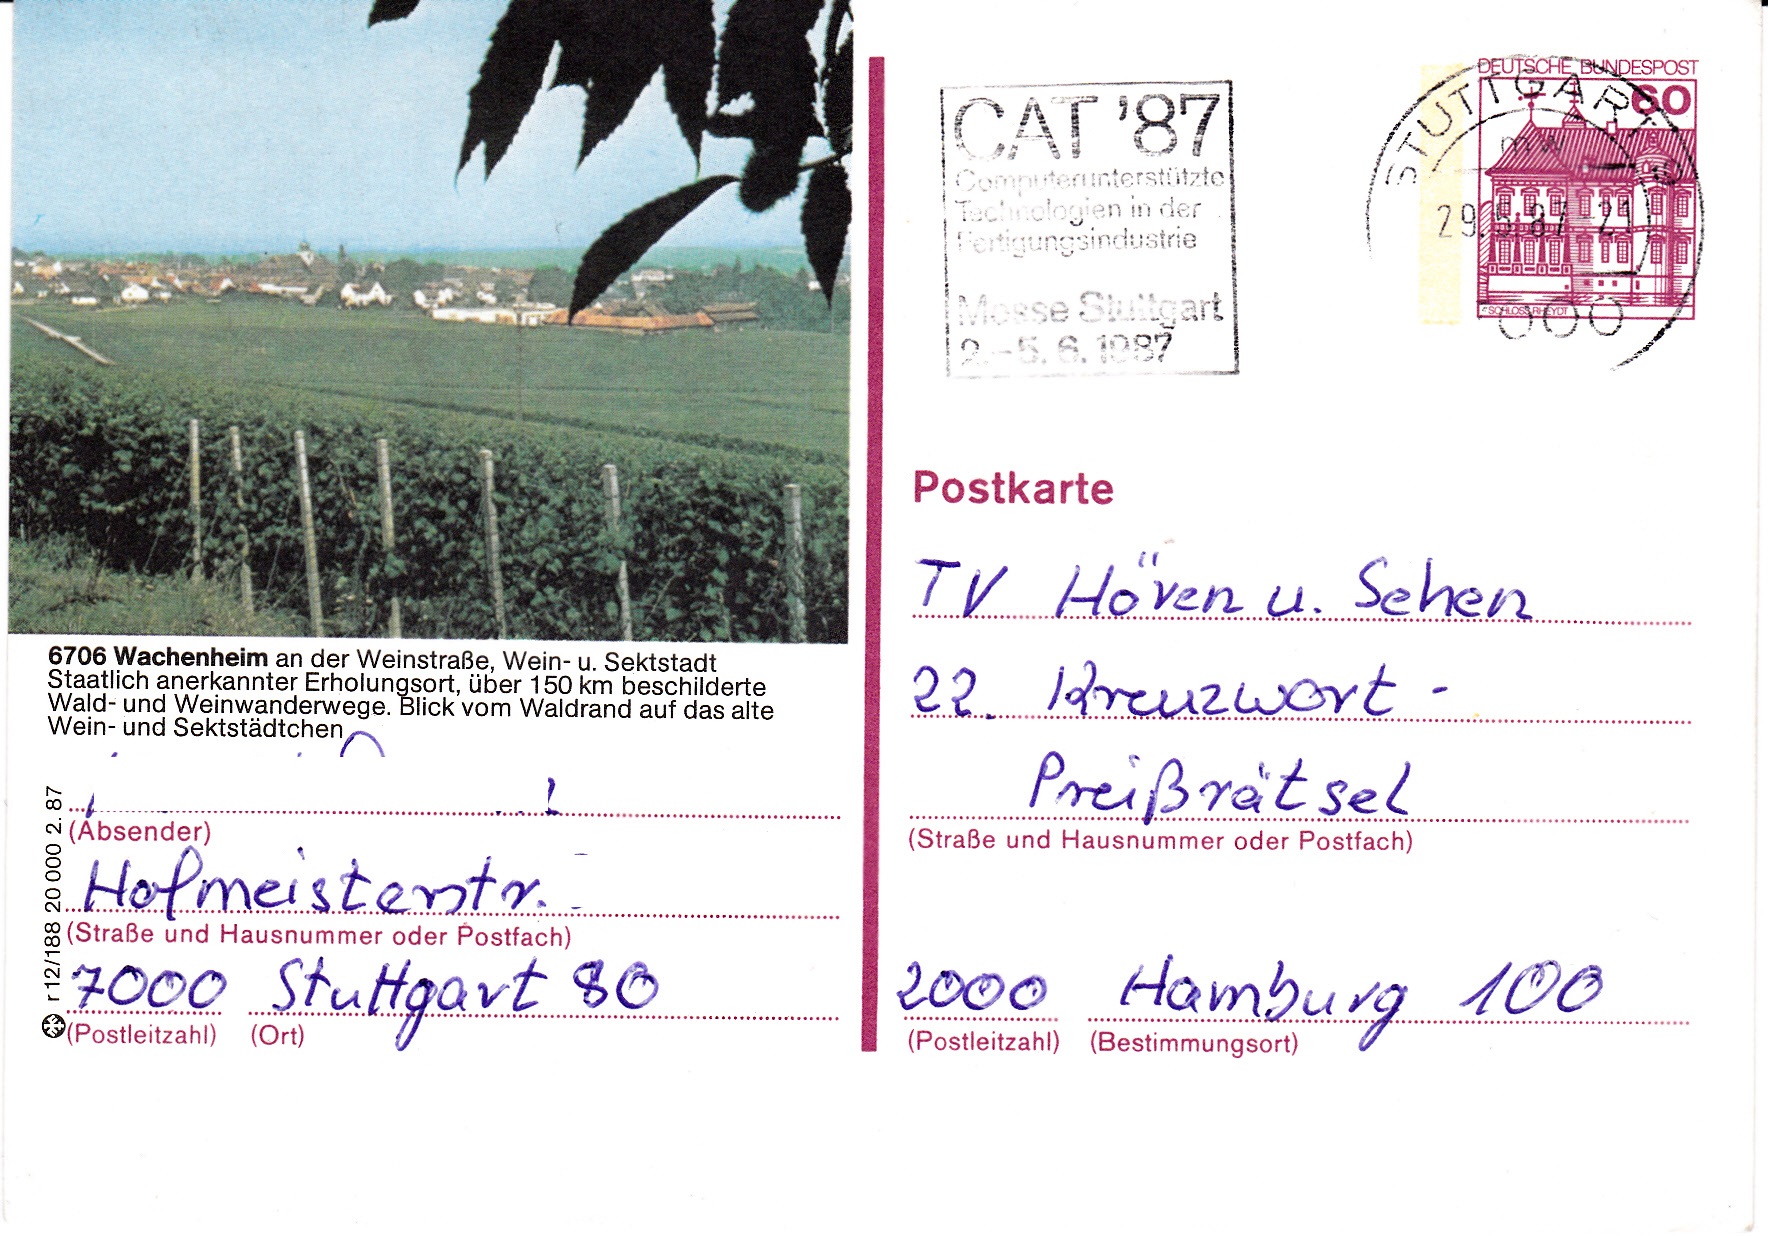 6706 Wachenheim an der Weinstraße, Wein- u. Sektstadt
Staatlich anerkannter Erholungsort, über 150 km beschilderte
Wald- und Weinwanderwege. Blick vom Waldrand auf das alte
Wein- und Sektstädtchen
(Absender)
Hofmeisterstr.
(Straße und Hausnummer oder Postfach)
7000 Stuttgart 80
(Postleitzahl) (Ort)
r 12/188 20 000 2. 87
CAT '87
Computerunterstützte
Technologien in der
Fertigungsindustrie
Messe Stuttgart
2.–5. 6. 1987
DEUTSCHE BUNDESPOST
60
SCHLOSS RHEYDT
STUTTGART
mw
29.5.87-21
7000
Postkarte
TV Hören u. Sehen
22. Kreuzwort-
Preißrätsel
(Straße und Hausnummer oder Postfach)
2000 Hamburg 100
(Postleitzahl) (Bestimmungsort)